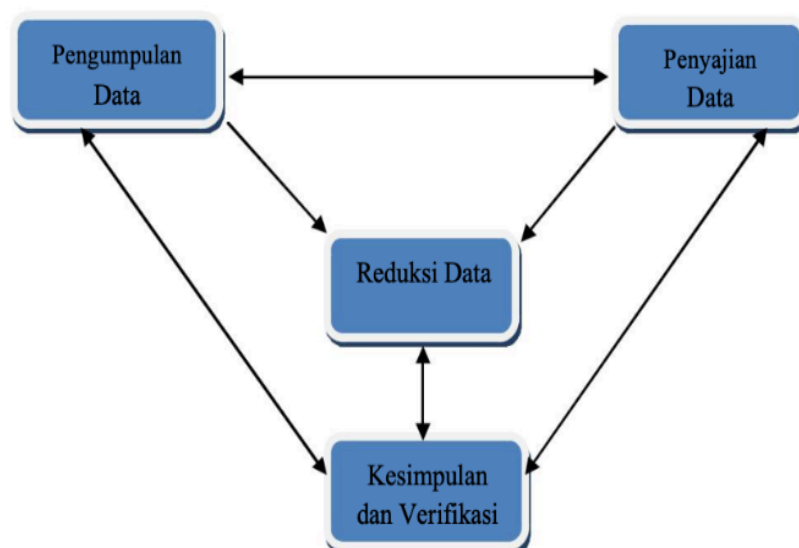 Pengumpulan
Data
Penyajian
Data
Reduksi Data
Kesimpulan
dan Verifikasi